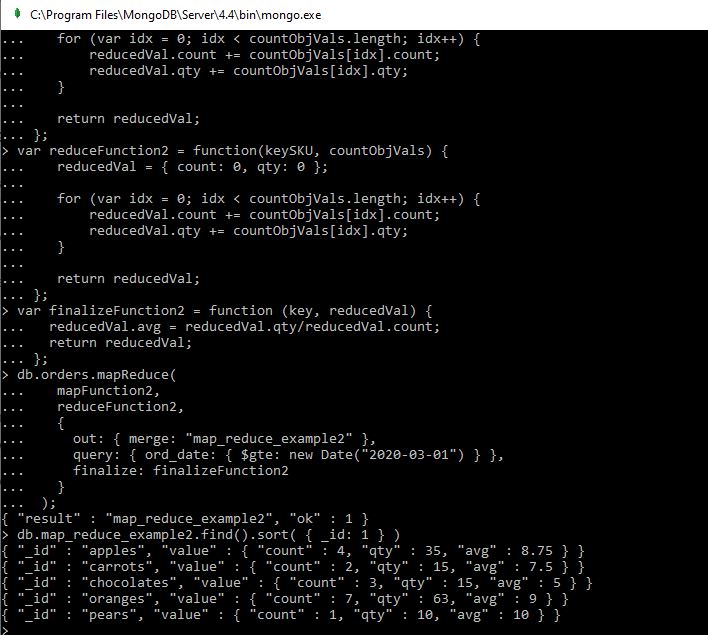 C:\Program Files\MongoDB\Server\4.4\bin\mongo.exe
...    for (var idx = 0; idx < countObjVals.length; idx++) {
...        reducedVal.count += countObjVals[idx].count;
...        reducedVal.qty += countObjVals[idx].qty;
...    }
...
...    return reducedVal;
... };
> var reduceFunction2 = function(keySKU, countObjVals) {
...    reducedVal = { count: 0, qty: 0 };
...
...    for (var idx = 0; idx < countObjVals.length; idx++) {
...        reducedVal.count += countObjVals[idx].count;
...        reducedVal.qty += countObjVals[idx].qty;
...    }
...
...    return reducedVal;
... };
> var finalizeFunction2 = function (key, reducedVal) {
...   reducedVal.avg = reducedVal.qty/reducedVal.count;
...   return reducedVal;
... };
> db.orders.mapReduce(
...    mapFunction2,
...    reduceFunction2,
...    {
...      out: { merge: "map_reduce_example2" },
...      query: { ord_date: { $gte: new Date("2020-03-01") } },
...      finalize: finalizeFunction2
...    }
...  );
{ "result" : "map_reduce_example2", "ok" : 1 }
> db.map_reduce_example2.find().sort( { _id: 1 } )
{ "_id" : "apples", "value" : { "count" : 4, "qty" : 35, "avg" : 8.75 } }
{ "_id" : "carrots", "value" : { "count" : 2, "qty" : 15, "avg" : 7.5 } }
{ "_id" : "chocolates", "value" : { "count" : 3, "qty" : 15, "avg" : 5 } }
{ "_id" : "oranges", "value" : { "count" : 7, "qty" : 63, "avg" : 9 } }
{ "_id" : "pears", "value" : { "count" : 1, "qty" : 10, "avg" : 10 } }
>